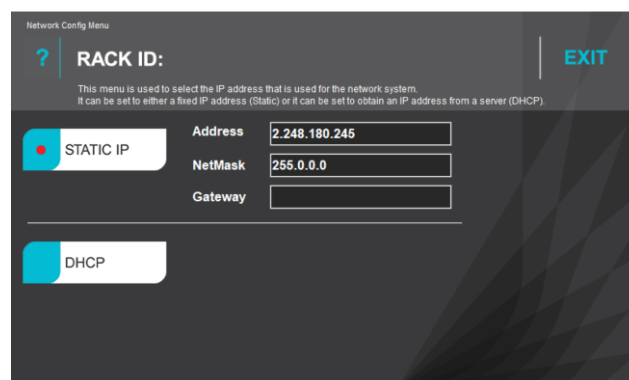 Network Config Menu
? RACK ID: EXIT
This menu is used to select the IP address that is used for the network system.
It can be set to either a fixed IP address (Static) or it can be set to obtain an IP address from a server (DHCP).
STATIC IP
Address 2.248.180.245
NetMask 255.0.0.0
Gateway
DHCP